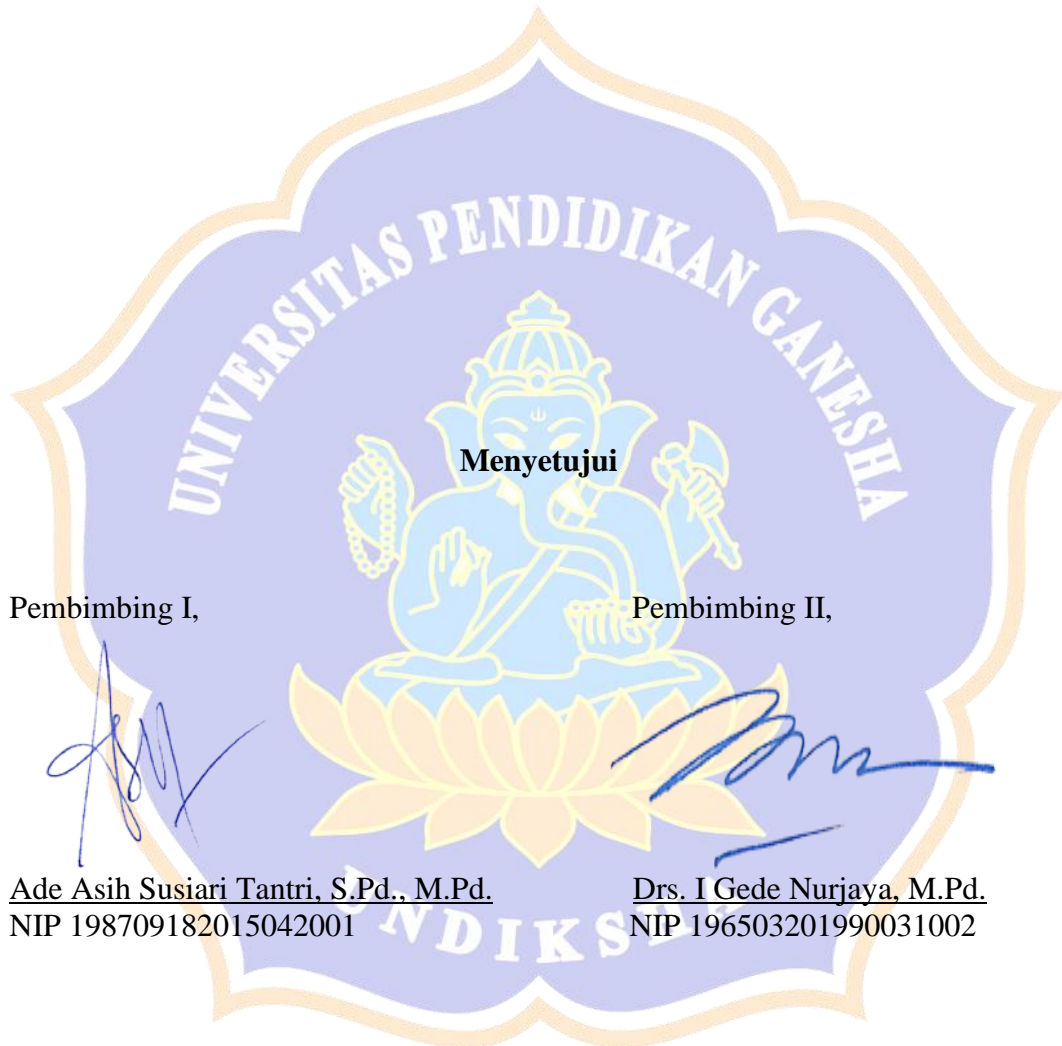 UNIVERSITAS PENDIDIKAN GANESHA
Menyetujui
Pembimbing I,
Pembimbing II,
Ade Asih Susiari Tantri, S.Pd., M.Pd.
NIP 198709182015042001
Drs. I Gede Nurjaya, M.Pd.
NIP 196503201990031002
UNDIKSHA